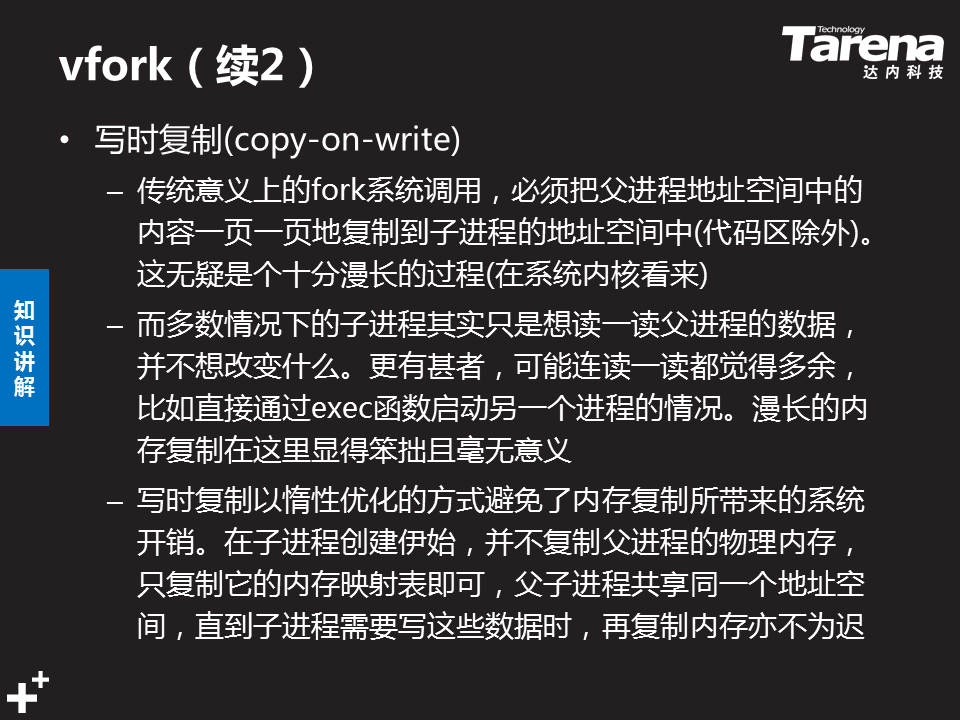 vfork（续2）
Technology
Tarena
达内科技
• 写时复制(copy-on-write)
– 传统意义上的fork系统调用，必须把父进程地址空间中的
内容一页一页地复制到子进程的地址空间中(代码区除外)。
这无疑是个十分漫长的过程(在系统内核看来)
– 而多数情况下的子进程其实只是想读一读父进程的数据，
并不想改变什么。更有甚者，可能连读一读都觉得多余，
比如直接通过exec函数启动另一个进程的情况。漫长的内
存复制在这里显得笨拙且毫无意义
– 写时复制以惰性优化的方式避免了内存复制所带来的系统
开销。在子进程创建伊始，并不复制父进程的物理内存，
只复制它的内存映射表即可，父子进程共享同一个地址空
间，直到子进程需要写这些数据时，再复制内存亦不为迟
知
识
讲
解